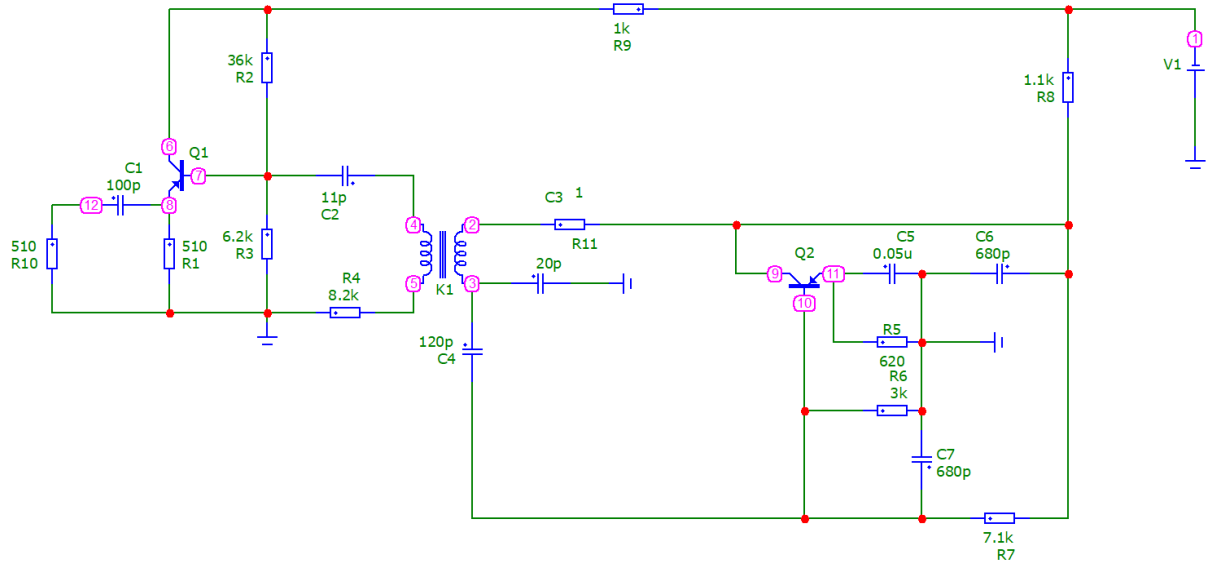 1k
R9
1
V1
36k
R2
1.1k
R8
6
Q1
7
C1
100p
12
8
11p
C2
C3 1
R11
4
2
510
R10
510
R1
6.2k
R3
Q2
C5
0.05u
C6
680p
9
11
20p
5
3
K1
10
R4
8.2k
120p
C4
R5
620
R6
3k
C7
680p
7.1k
R7